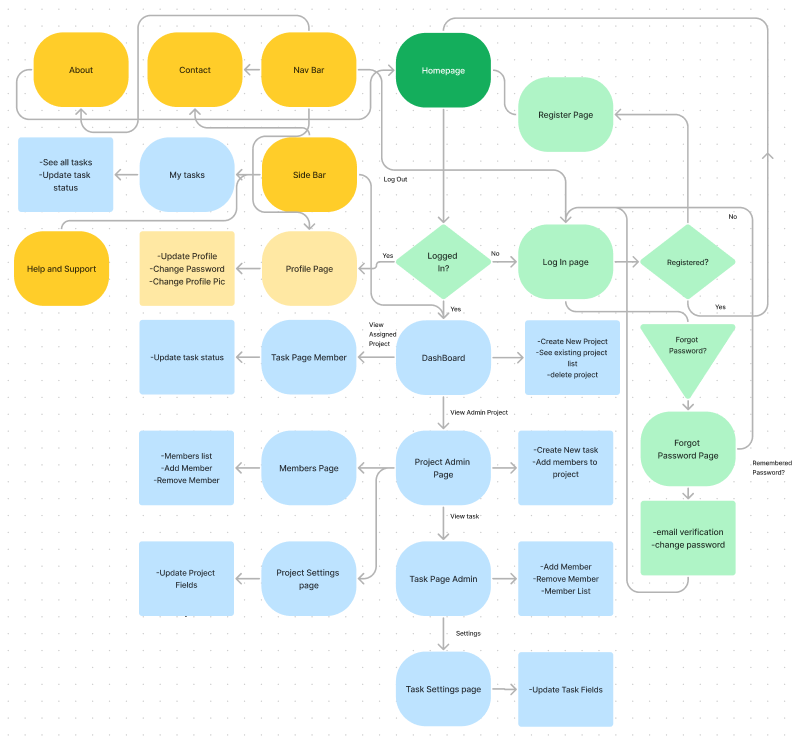 About
Contact
Nav Bar
Homepage
Register Page
-See all tasks
-Update task
status
My tasks
Side Bar
Log Out
No
Help and Support
-Update Profile
-Change Password
-Change Profile Pic
Profile Page
Yes
Logged
In?
No
Log In page
Registered?
Yes
Yes
-Update task status
Task Page Member
View
Assigned
Project
DashBoard
-Create New Project
-See existing project
list
-delete project
Forgot
Password?
View Admin Project
-Members list
-Add Member
-Remove Member
Members Page
Project Admin
Page
-Create New task
-Add members to
project
Forgot
Password Page
Remembered
Password?
View task
-email verification
-change password
-Update Project
Fields
Project Settings
page
Task Page Admin
-Add Member
-Remove Member
-Member List
Settings
Task Settings page
-Update Task Fields